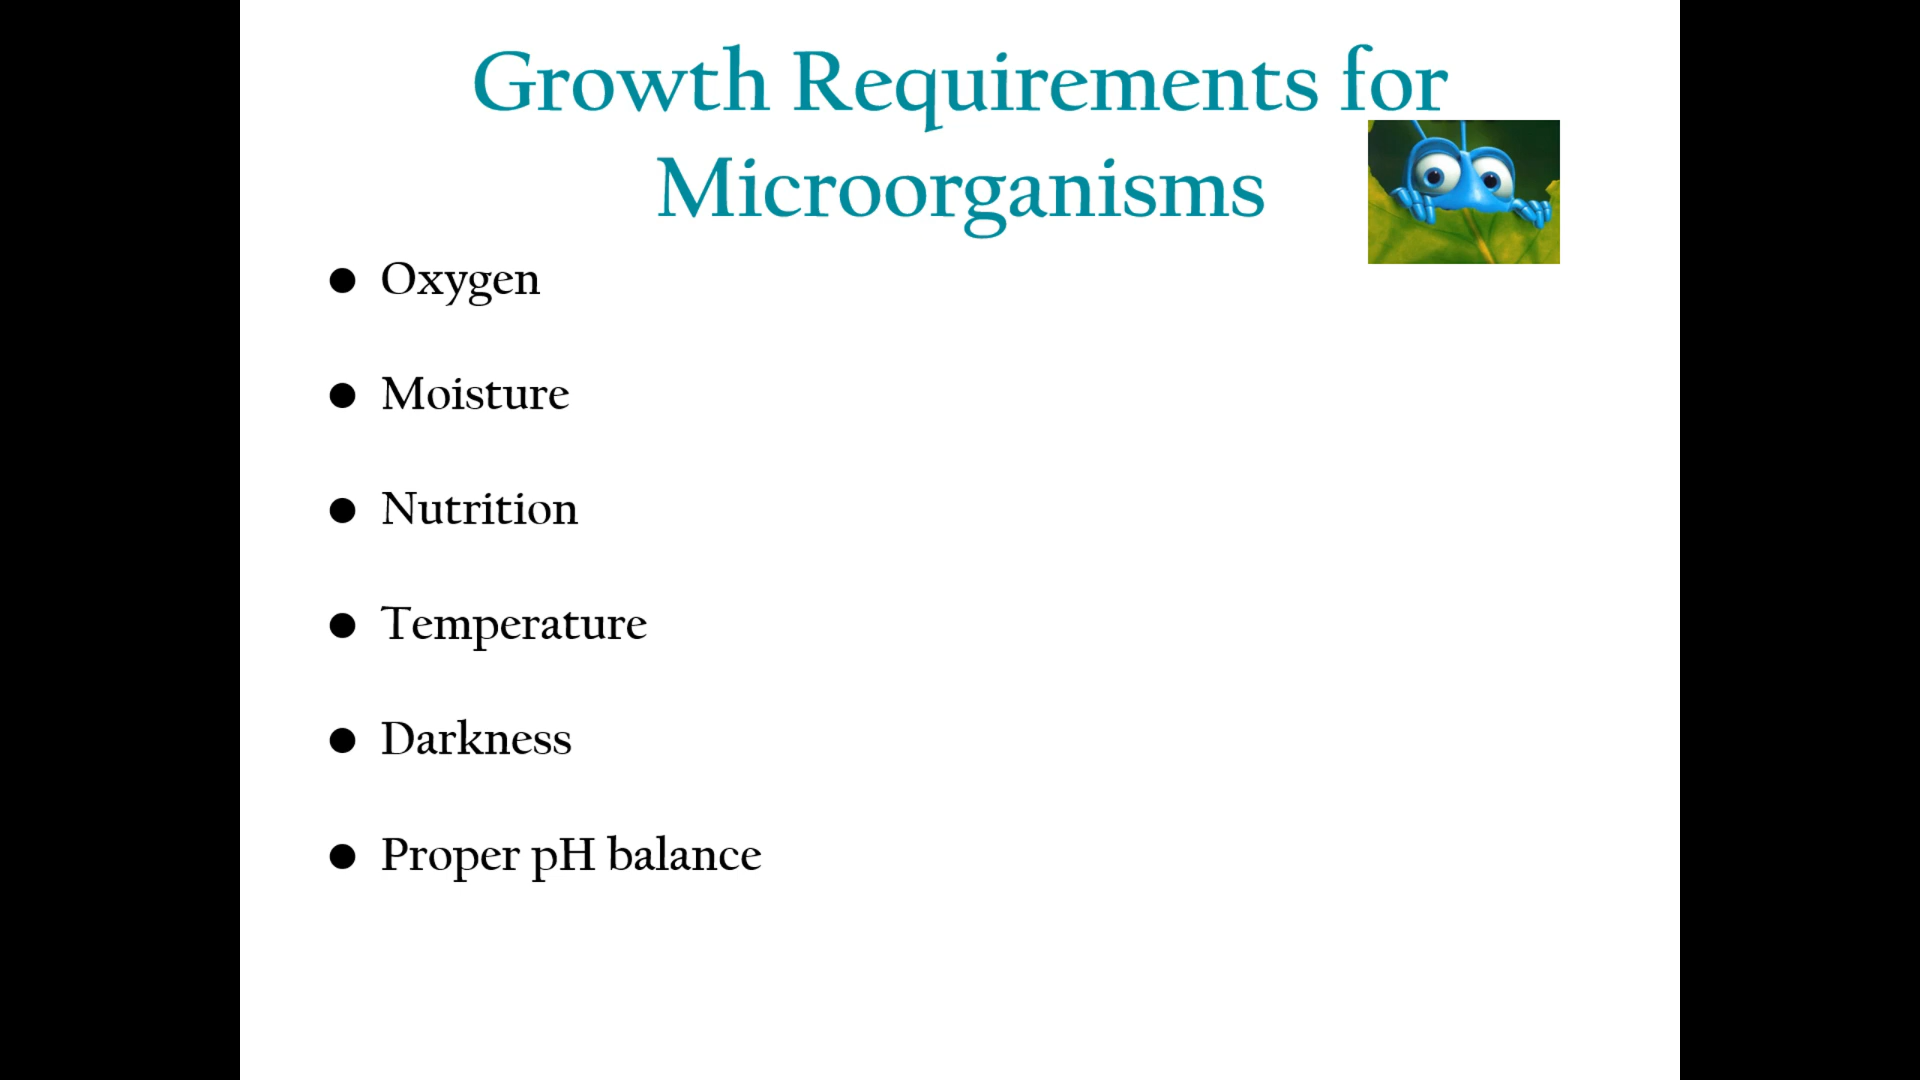 Growth Requirements for
Microorganisms
● Oxygen
● Moisture
● Nutrition
● Temperature
● Darkness
● Proper pH balance